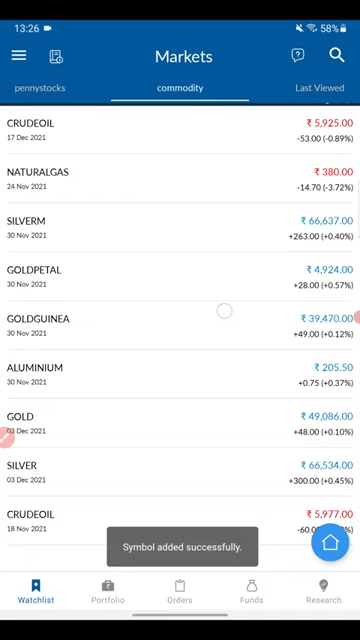 13:26 58%
Markets
pennystocks commodity Last Viewed
CRUDEOIL ₹ 5,925.00
17 Dec 2021 -53.00 (-0.89%)
NATURALGAS ₹ 380.00
24 Nov 2021 -14.70 (-3.72%)
SILVERM ₹ 66,637.00
30 Nov 2021 +263.00 (+0.40%)
GOLDPETAL ₹ 4,924.00
30 Nov 2021 +28.00 (+0.57%)
GOLDGUINEA ₹ 39,470.00
30 Nov 2021 +49.00 (+0.12%)
ALUMINIUM ₹ 205.50
30 Nov 2021 +0.75 (+0.37%)
GOLD ₹ 49,086.00
03 Dec 2021 +48.00 (+0.10%)
SILVER ₹ 66,534.00
03 Dec 2021 +300.00 (+0.45%)
CRUDEOIL ₹ 5,977.00
18 Nov 2021
Symbol added successfully.
Watchlist Portfolio Orders Funds Research